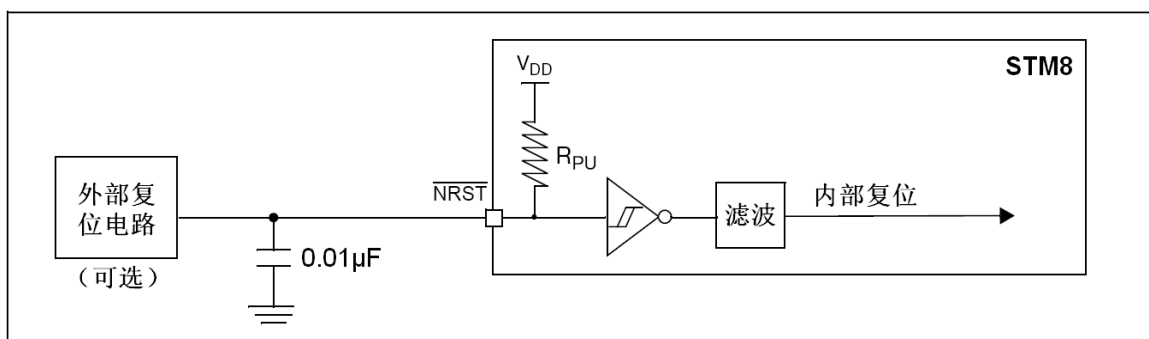 STM8
VDD
RPU
外部复
位电路
（可选）
0.01µF
NRST
滤波
内部复位